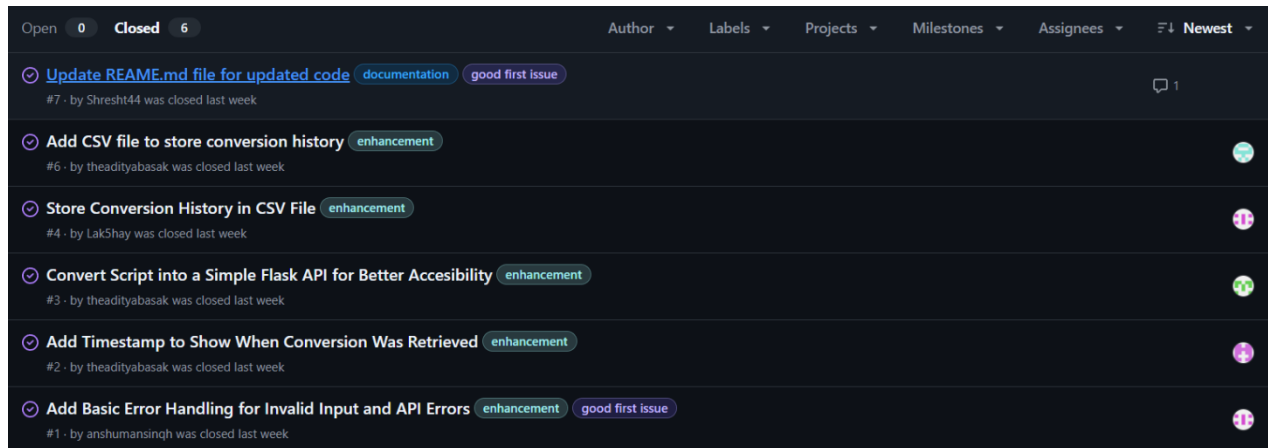 Open 0 Closed 6 Author Labels Projects Milestones Assignees Newest
Update REAME.md file for updated code documentation good first issue
#7 · by Shresht44 was closed last week
1
Add CSV file to store conversion history enhancement
#6 · by theadityabasak was closed last week
Store Conversion History in CSV File enhancement
#4 · by Lak5hay was closed last week
Convert Script into a Simple Flask API for Better Accesibility enhancement
#3 · by theadityabasak was closed last week
Add Timestamp to Show When Conversion Was Retrieved enhancement
#2 · by theadityabasak was closed last week
Add Basic Error Handling for Invalid Input and API Errors enhancement good first issue
#1 · by anshumansinqh was closed last week